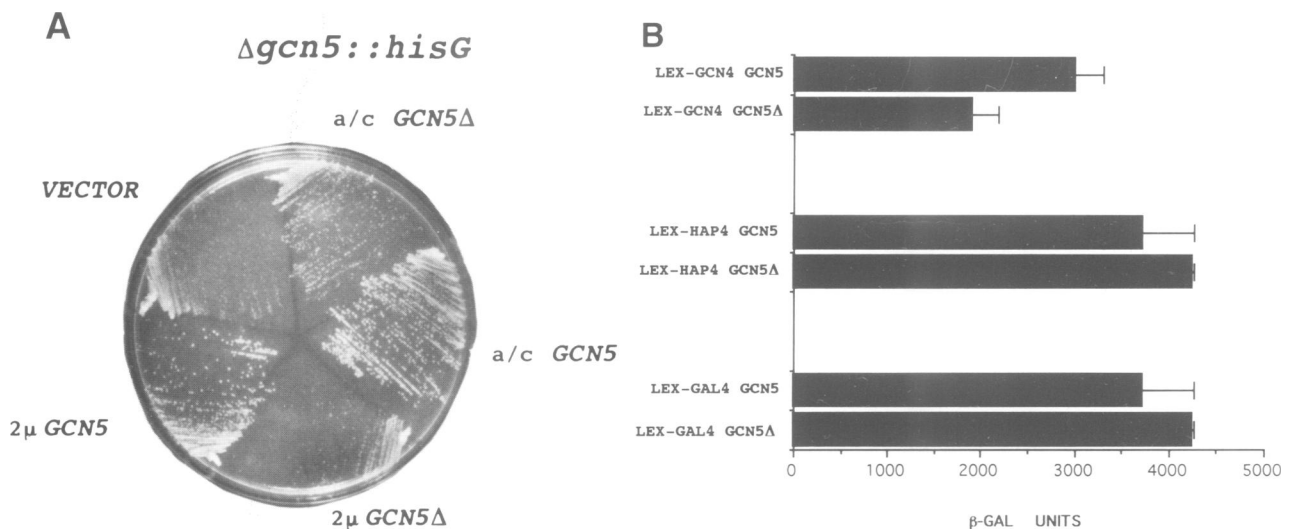 A
Δgcn5::hisG
a/c GCN5Δ
VECTOR
a/c GCN5
2μ GCN5
2μ GCN5Δ
B
LEX-GCN4 GCN5
LEX-GCN4 GCN5Δ
LEX-HAP4 GCN5
LEX-HAP4 GCN5Δ
LEX-GAL4 GCN5
LEX-GAL4 GCN5Δ
0 1000 2000 3000 4000 5000
β-GAL UNITS